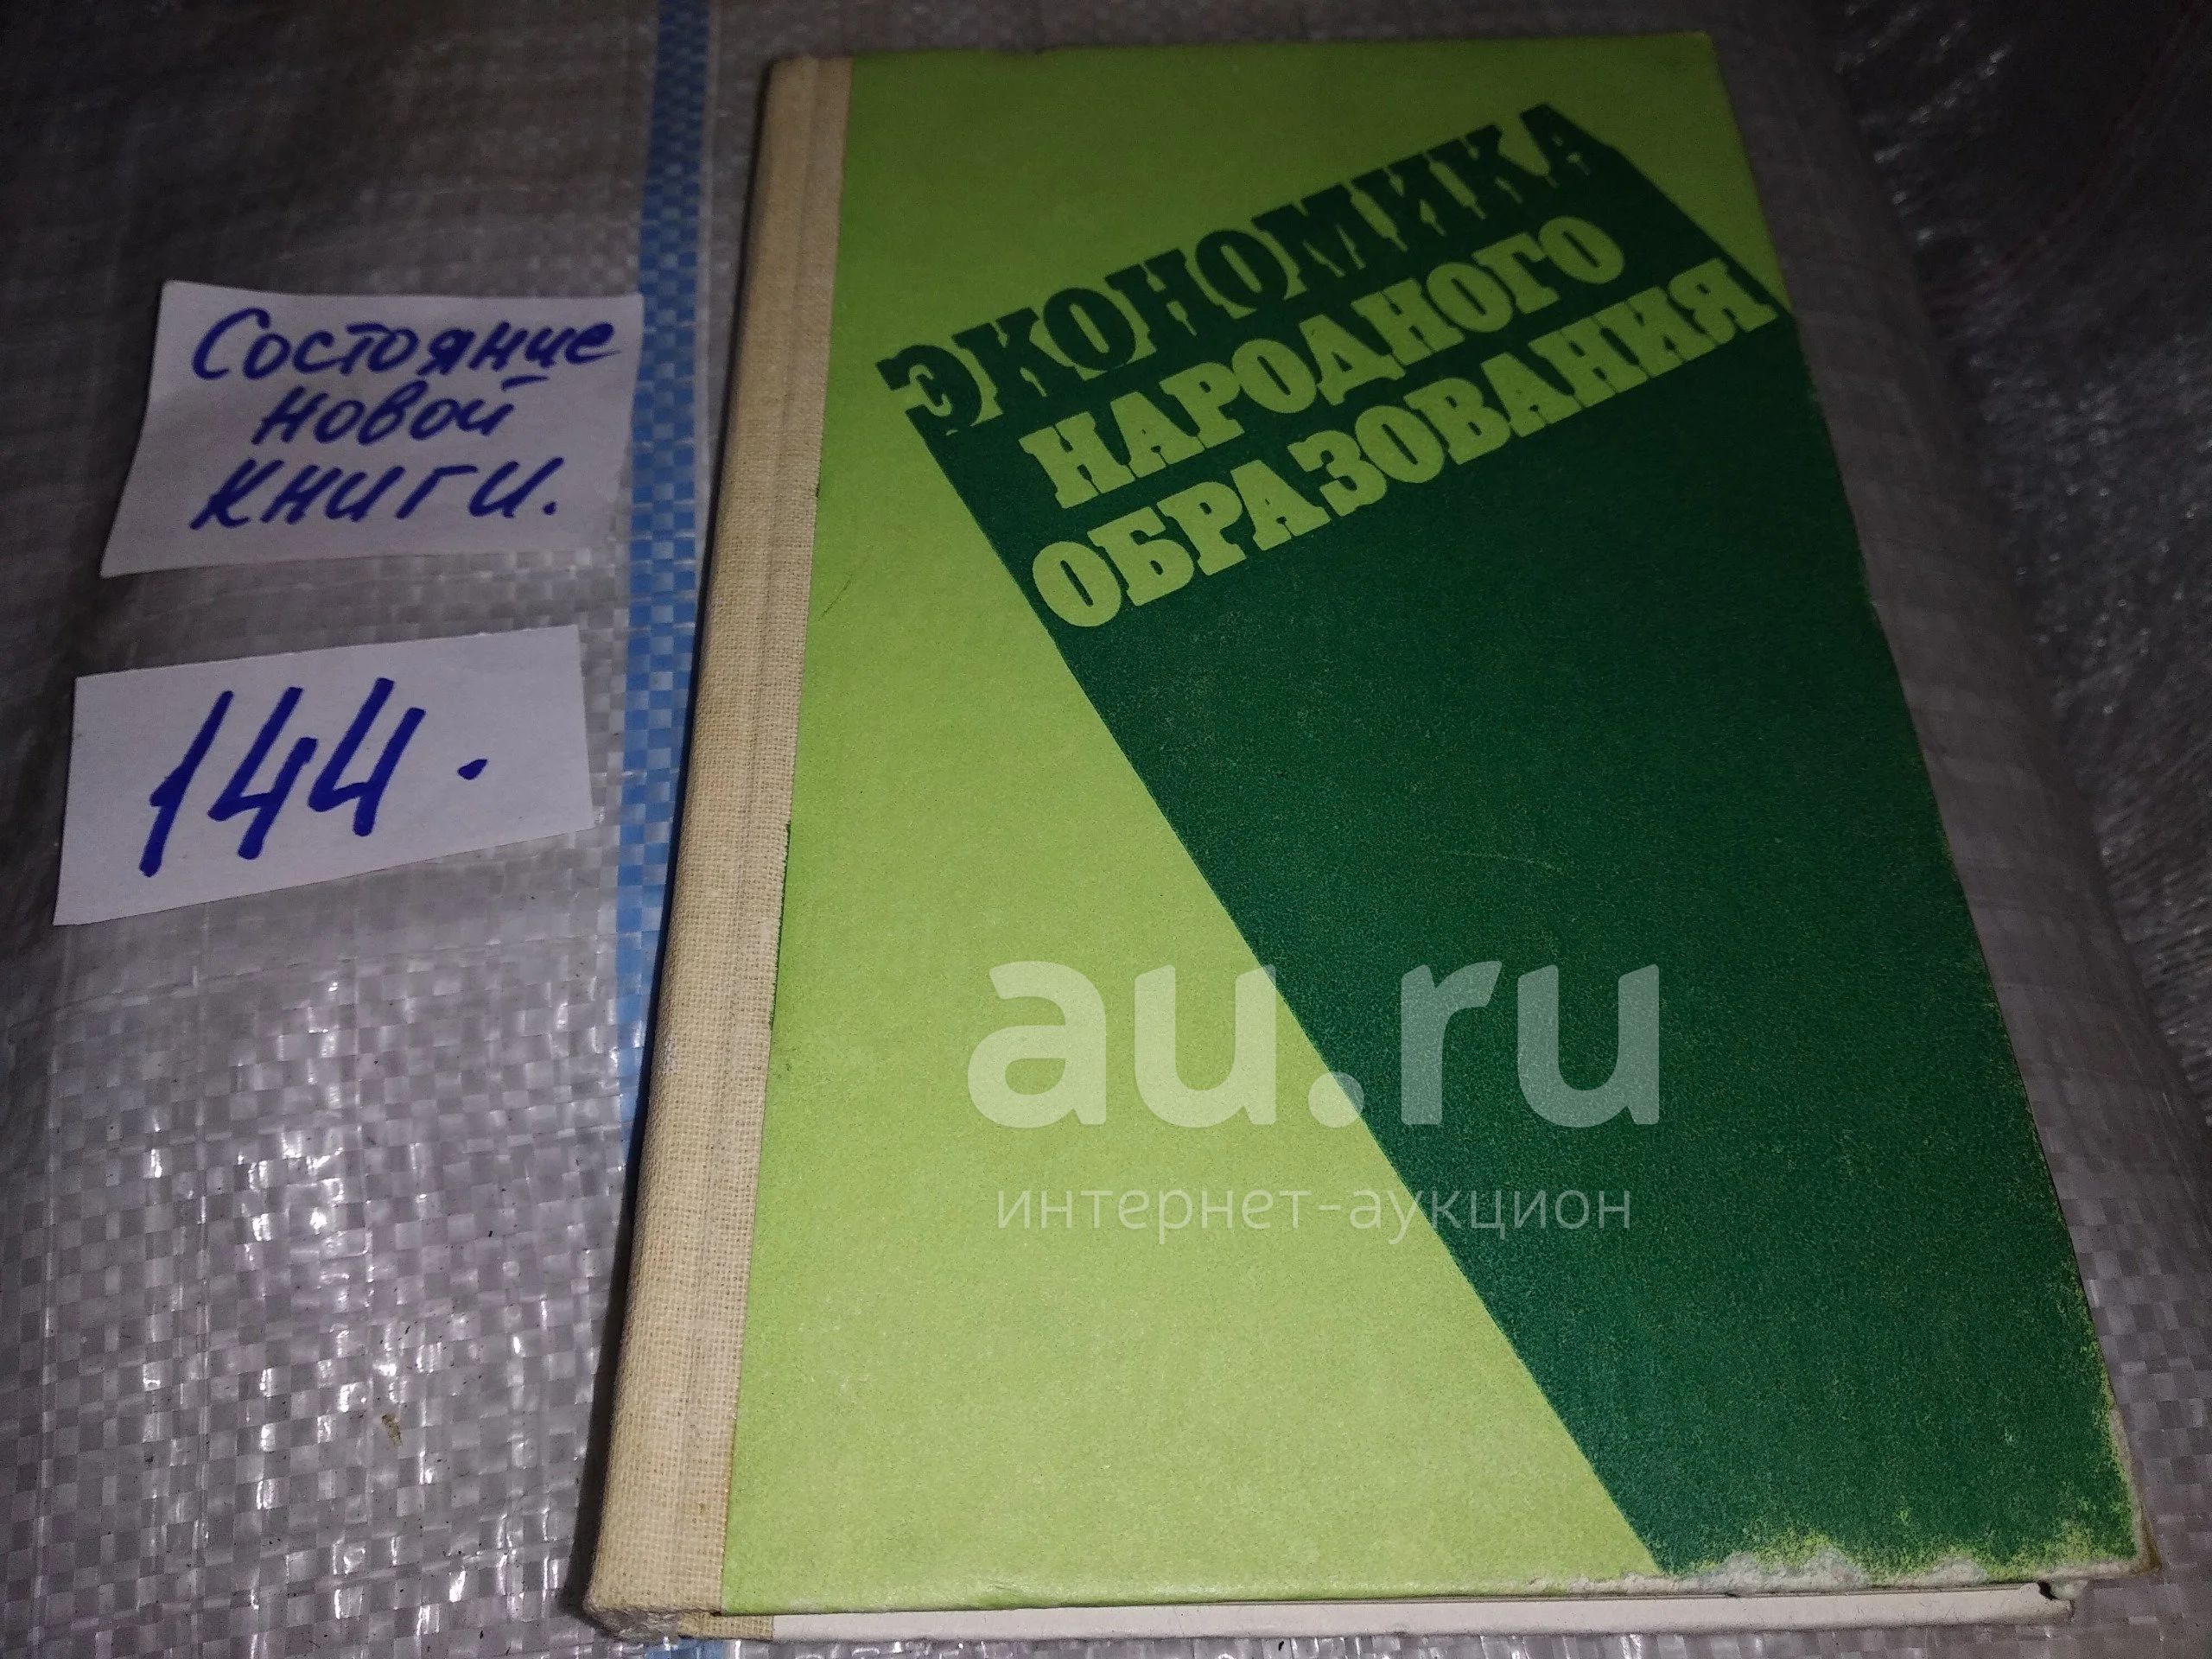 Состояние
новой
книги.
144.
ЭКОНОМИКА
НАРОДНОГО
ОБРАЗОВАНИЯ
au.ru
интернет-аукцион